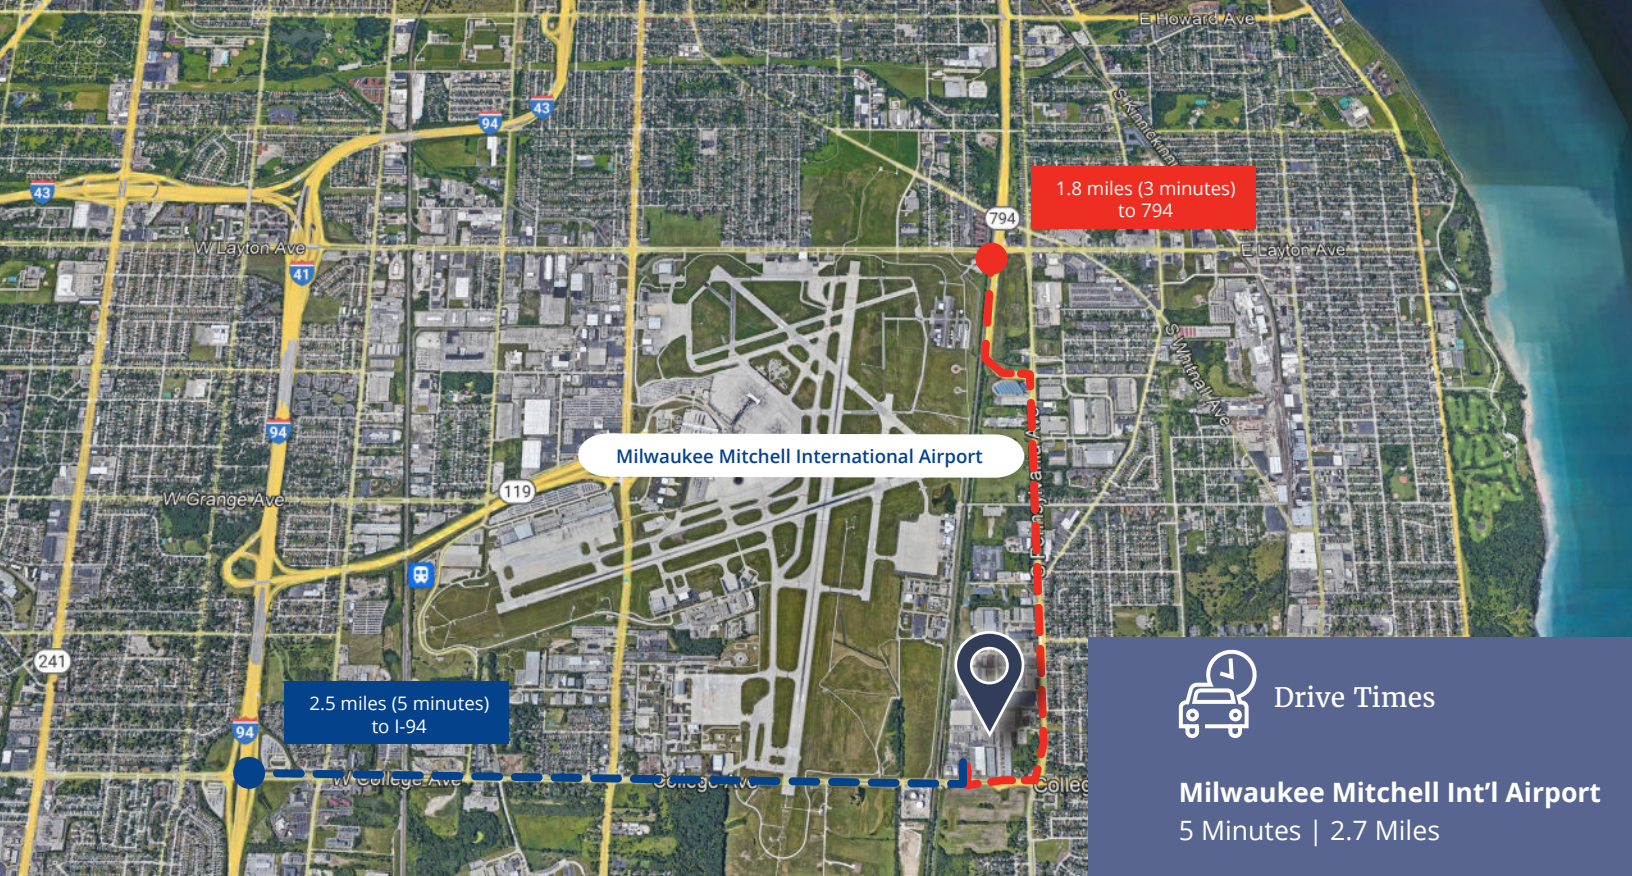 E Howard Ave
43
94
S Kinnickinn
43
1.8 miles (3 minutes)
to 794
794
W Layton Ave
E Layton Ave
41
S Whitnall Ave
94
Milwaukee Mitchell International Airport
119
W Grange Ave
241
2.5 miles (5 minutes)
to I-94
94
W College Ave
College Ave
Colleg
Drive Times
Milwaukee Mitchell Int'l Airport
5 Minutes | 2.7 Miles